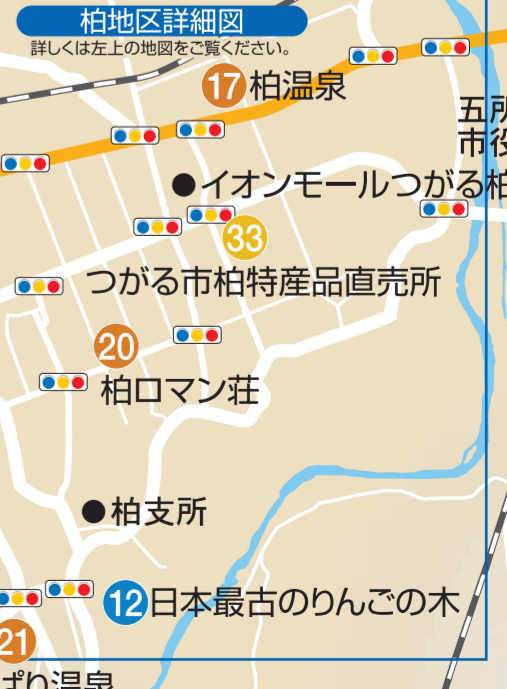 柏地区詳細図
詳しくは左上の地図をご覧ください。
17 柏温泉
五所
市役
イオンモールつがる柏
33
つがる市柏特産品直売所
20
柏ロマン荘
柏支所
12 日本最古のりんごの木
21
ぱり温泉